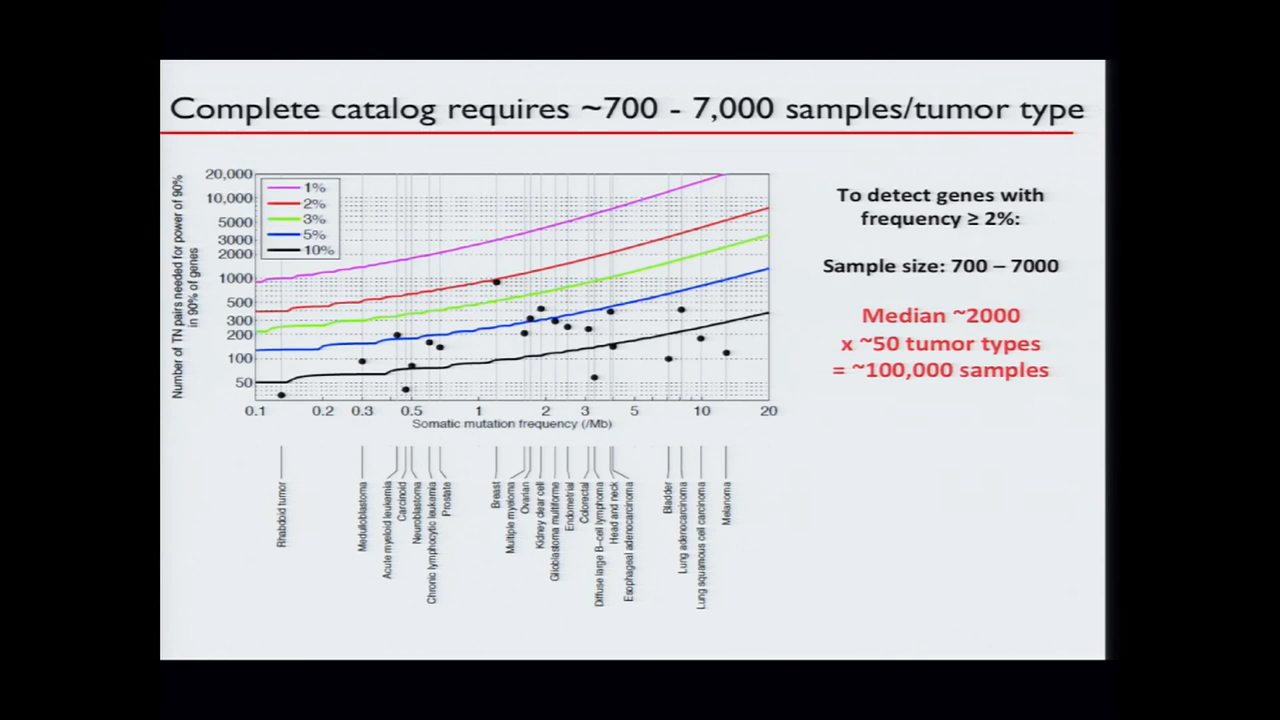 Complete catalog requires ~700 - 7,000 samples/tumor type
Number of TN pairs needed for power of 90%
in 90% of genes
20,000
10,000
5000
3000
2000
1000
500
300
200
100
50
1%
2%
3%
5%
10%
0.1
0.2
0.3
0.5
1
2
3
5
10
20
Somatic mutation frequency (/Mb)
Rhabdoid tumor
Medulloblastoma
Acute myeloid leukemia
Carcinoid
Neuroblastoma
Chronic lymphocytic leukemia
Prostate
Breast
Multiple myeloma
Ovarian
Kidney clear cell
Glioblastoma multiforme
Endometrial
Colorectal
Diffuse large B-cell lymphoma
Head and neck
Esophageal adenocarcinoma
Bladder
Lung adenocarcinoma
Lung squamous cell carcinoma
Melanoma
To detect genes with
frequency ≥ 2%:
Sample size: 700 – 7000
Median ~2000
x ~50 tumor types
= ~100,000 samples